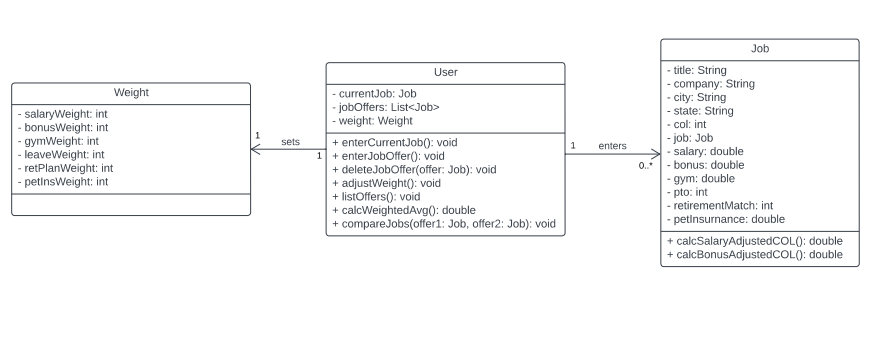 Weight
- salaryWeight: int
- bonusWeight: int
- gymWeight: int
- leaveWeight: int
- retPlanWeight: int
- petInsWeight: int
1
sets
1
User
- currentJob: Job
- jobOffers: List<Job>
- weight: Weight
+ enterCurrentJob(): void
+ enterJobOffer(): void
+ deleteJobOffer(offer: Job): void
+ adjustWeight(): void
+ listOffers(): void
+ calcWeightedAvg(): double
+ compareJobs(offer1: Job, offer2: Job): void
1
enters
0..*
Job
- title: String
- company: String
- city: String
- state: String
- col: int
- job: Job
- salary: double
- bonus: double
- gym: double
- pto: int
- retirementMatch: int
- petInsurnance: double
+ calcSalaryAdjustedCOL(): double
+ calcBonusAdjustedCOL(): double